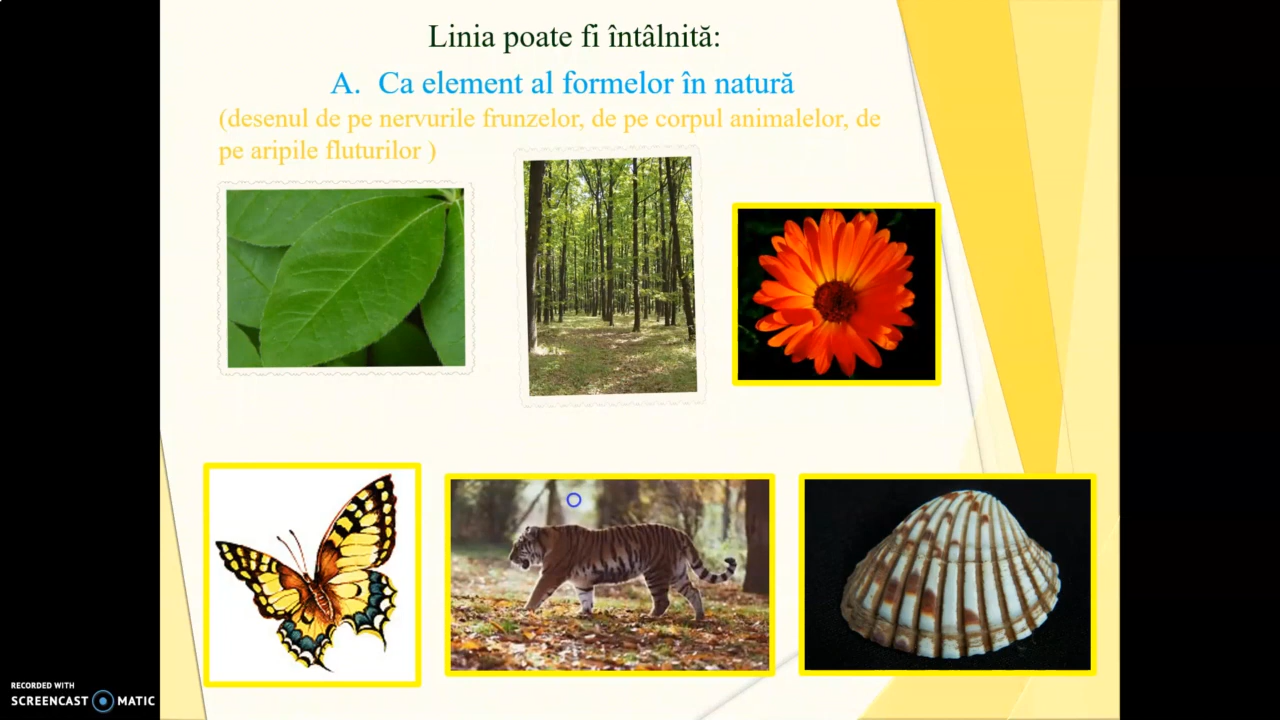 Linia poate fi întâlnită:
A. Ca element al formelor în natură
(desenul de pe nervurile frunzelor, de pe corpul animalelor, de
pe aripile fluturilor )
RECORDED WITH
SCREENCAST MATIC